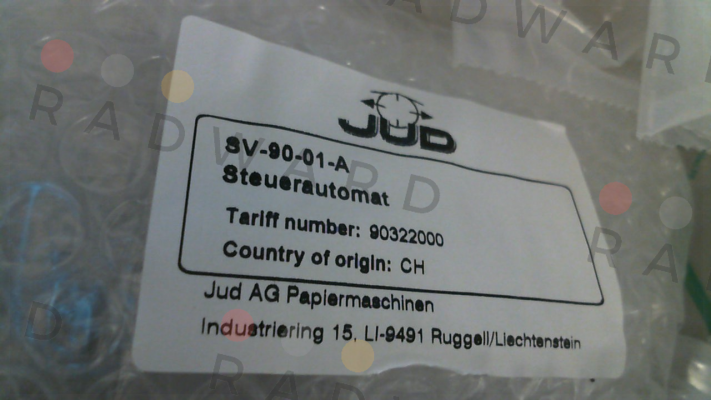 RADWARD
JUD
SV-90-01-A
Steuerautomat
Tariff number: 90322000
Country of origin: CH
Jud AG Papiermaschinen
Industriering 15, LI-9491 Ruggell/Liechtenstein